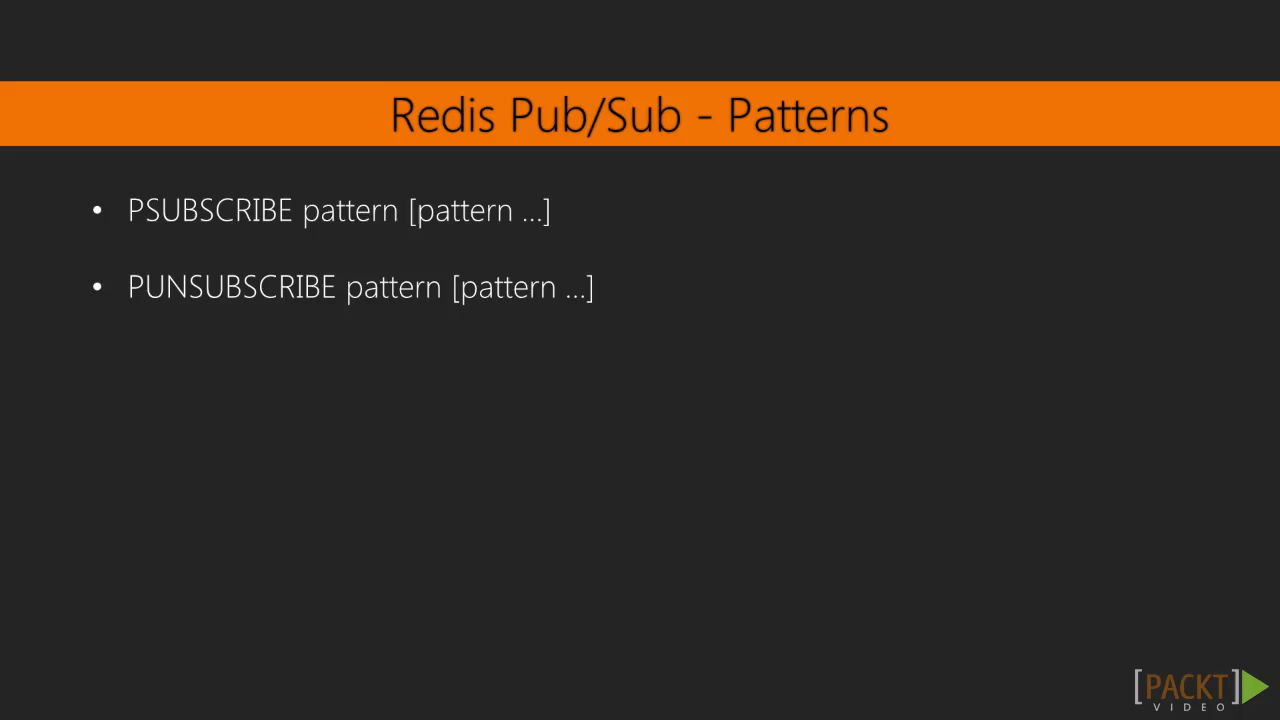 Redis Pub/Sub - Patterns
• PSUBSCRIBE pattern [pattern ...]
• PUNSUBSCRIBE pattern [pattern ...]
[PACKT]
VIDEO